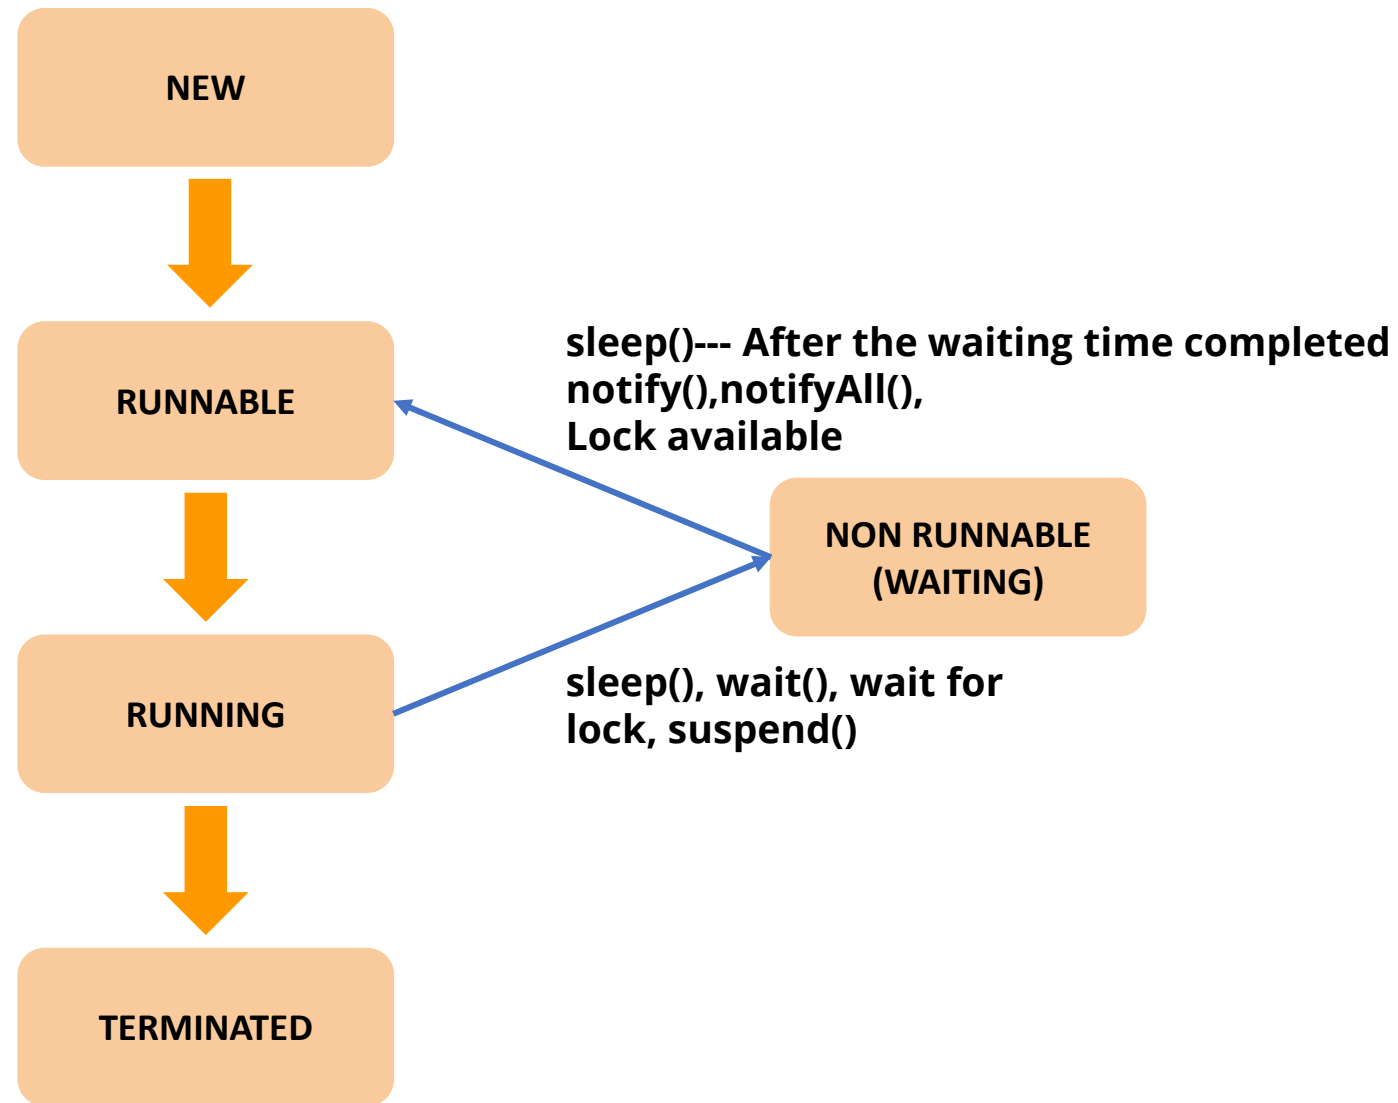 NEW
sleep()--- After the waiting time completed
notify(),notifyAll(),
Lock available
RUNNABLE
NON RUNNABLE
(WAITING)
sleep(), wait(), wait for
lock, suspend()
RUNNING
TERMINATED